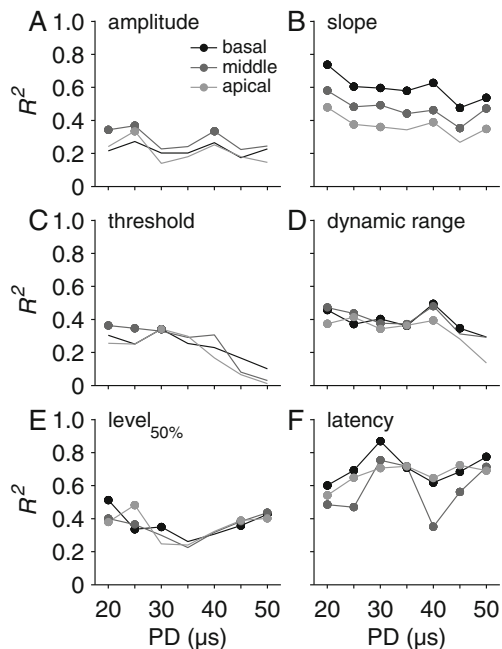 A amplitude
1.0
0.8
0.6
0.4
0.2
0
R²
basal
middle
apical
B slope
C threshold
1.0
0.8
0.6
0.4
0.2
0
R²
D dynamic range
E level50%
1.0
0.8
0.6
0.4
0.2
0
R²
20 30 40 50
PD (µs)
F latency
20 30 40 50
PD (µs)